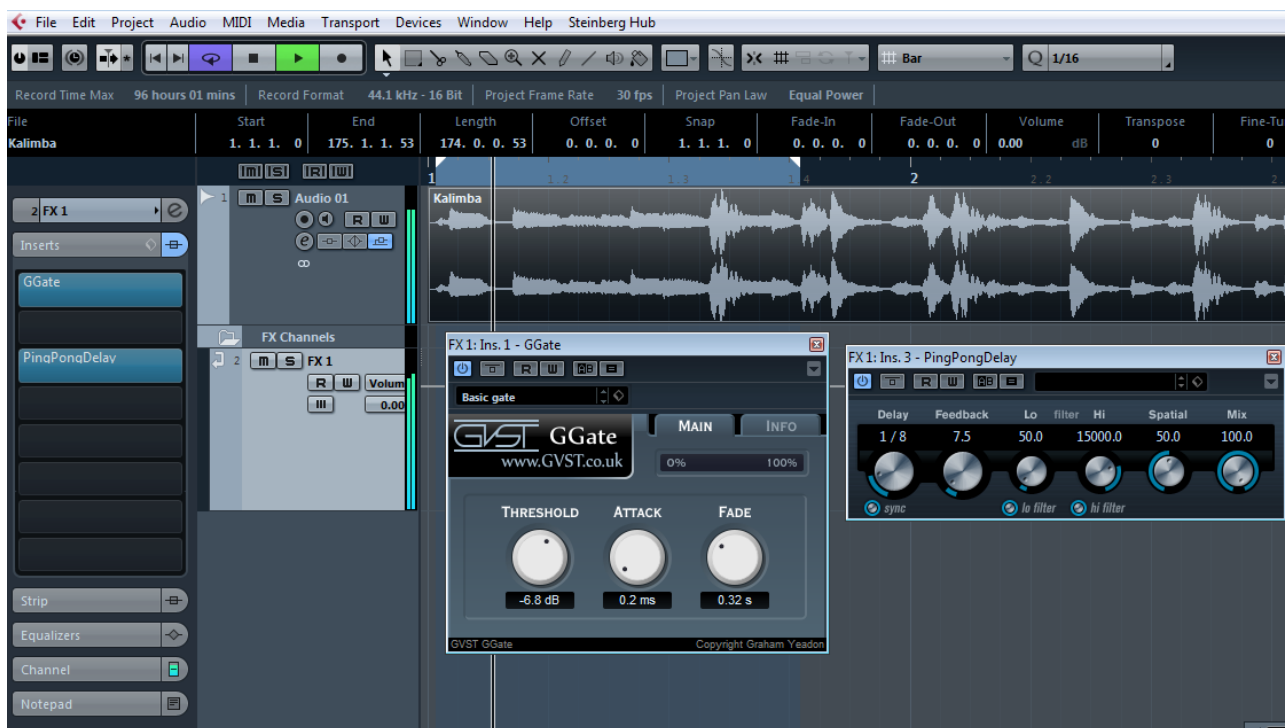 File Edit Project Audio MIDI Media Transport Devices Window Help Steinberg Hub
Bar Q 1/16
Record Time Max 96 hours 01 mins Record Format 44.1 kHz - 16 Bit Project Frame Rate 30 fps Project Pan Law Equal Power
File Start End Length Offset Snap Fade-In Fade-Out Volume Transpose Fine-Tu
Kalimba 1. 1. 1. 0 175. 1. 1. 53 174. 0. 0. 53 0. 0. 0. 0 1. 1. 1. 0 0. 0. 0. 0 0. 0. 0. 0 0.00 dB 0 0
m S R W
1 1. 2 1. 3 1. 4 2 2. 2 2. 3
2 FX 1 e
Inserts
GGate
PingPongDelay
Strip
Equalizers
Channel
Notepad
1 m S Audio 01
R W
e
Kalimba
FX Channels
2 m S FX 1
R W Volum
0.00
FX 1: Ins. 1 - GGate
R W AB
Basic gate
GVST GGate
www.GVST.co.uk
MAIN INFO
0% 100%
THRESHOLD ATTACK FADE
-6.8 dB 0.2 ms 0.32 s
GVST GGate Copyright Graham Yeadon
FX 1: Ins. 3 - PingPongDelay
R W AB
Delay Feedback Lo filter Hi Spatial Mix
1 / 8 7.5 50.0 15000.0 50.0 100.0
sync lo filter hi filter